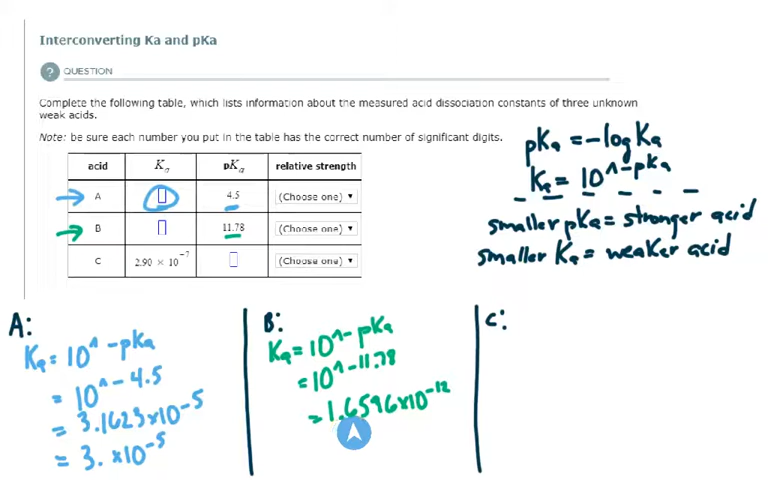 Interconverting Ka and pKa
? QUESTION
Complete the following table, which lists information about the measured acid dissociation constants of three unknown
weak acids.
Note: be sure each number you put in the table has the correct number of significant digits.
acid Kₐ pKₐ relative strength
A 4.5 (Choose one) ▼
B 11.78 (Choose one) ▼
C 2.90 × 10⁻⁷ (Choose one) ▼
pKₐ = -log Kₐ
Kₐ = 10^-pKₐ
smaller pKₐ = stronger acid
smaller Kₐ = weaker acid
A:
Kₐ = 10^-pKₐ
= 10^-4.5
= 3.1623×10-5
= 3. ×10-5
B:
Kₐ = 10^-pKₐ
= 10^-11.78
= 1.6596×10-12
C: